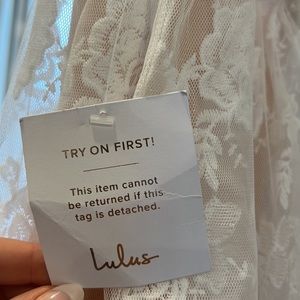 TRY ON FIRST!
This item cannot
be returned if this
tag is detached.
Lulus